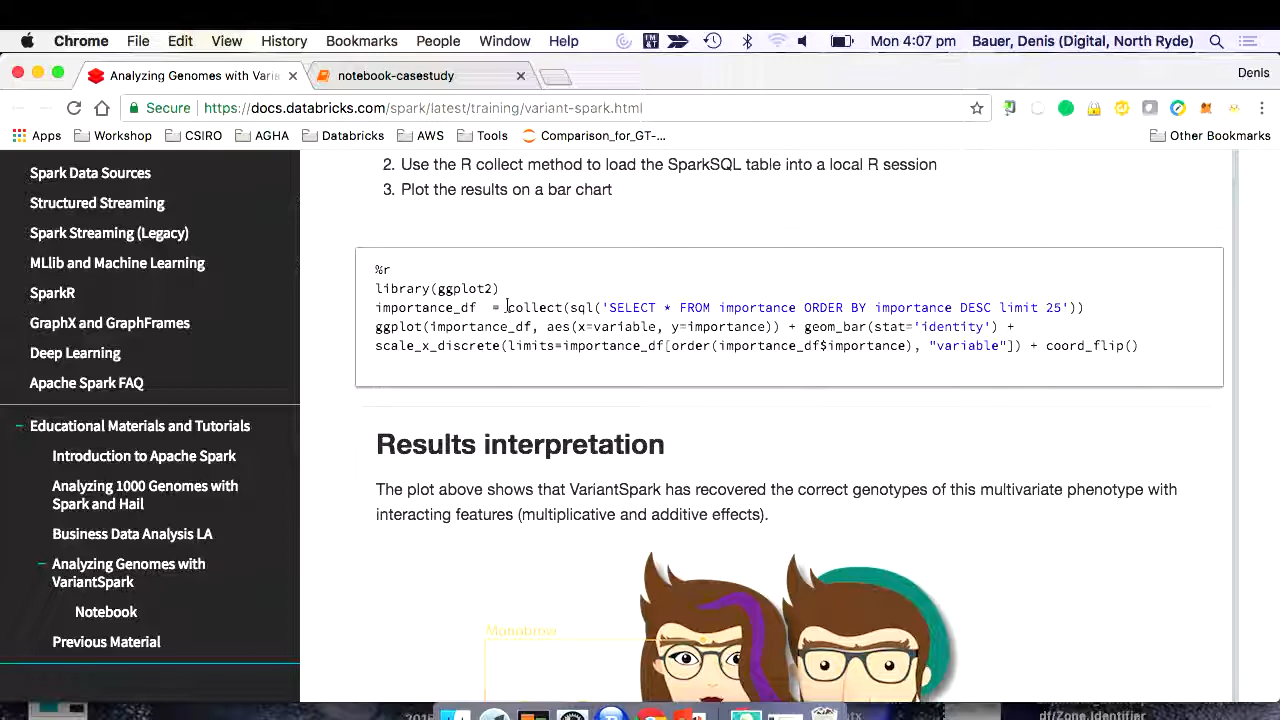 Chrome File Edit View History Bookmarks People Window Help Mon 4:07 pm Bauer, Denis (Digital, North Ryde)
Analyzing Genomes with Varia
notebook-casestudy
Denis
Secure https://docs.databricks.com/spark/latest/training/variant-spark.html
Apps Workshop CSIRO AGHA Databricks AWS Tools Comparison_for_GT-... Other Bookmarks
Spark Data Sources
Structured Streaming
Spark Streaming (Legacy)
MLlib and Machine Learning
SparkR
GraphX and GraphFrames
Deep Learning
Apache Spark FAQ
Educational Materials and Tutorials
Introduction to Apache Spark
Analyzing 1000 Genomes with
Spark and Hail
Business Data Analysis LA
Analyzing Genomes with
VariantSpark
Notebook
Previous Material
2. Use the R collect method to load the SparkSQL table into a local R session
3. Plot the results on a bar chart
%r
library(ggplot2)
importance_df = collect(sql('SELECT * FROM importance ORDER BY importance DESC limit 25'))
ggplot(importance_df, aes(x=variable, y=importance)) + geom_bar(stat='identity') +
scale_x_discrete(limits=importance_df[order(importance_df$importance), "variable"]) + coord_flip()
Results interpretation
The plot above shows that VariantSpark has recovered the correct genotypes of this multivariate phenotype with
interacting features (multiplicative and additive effects).
Monobrow